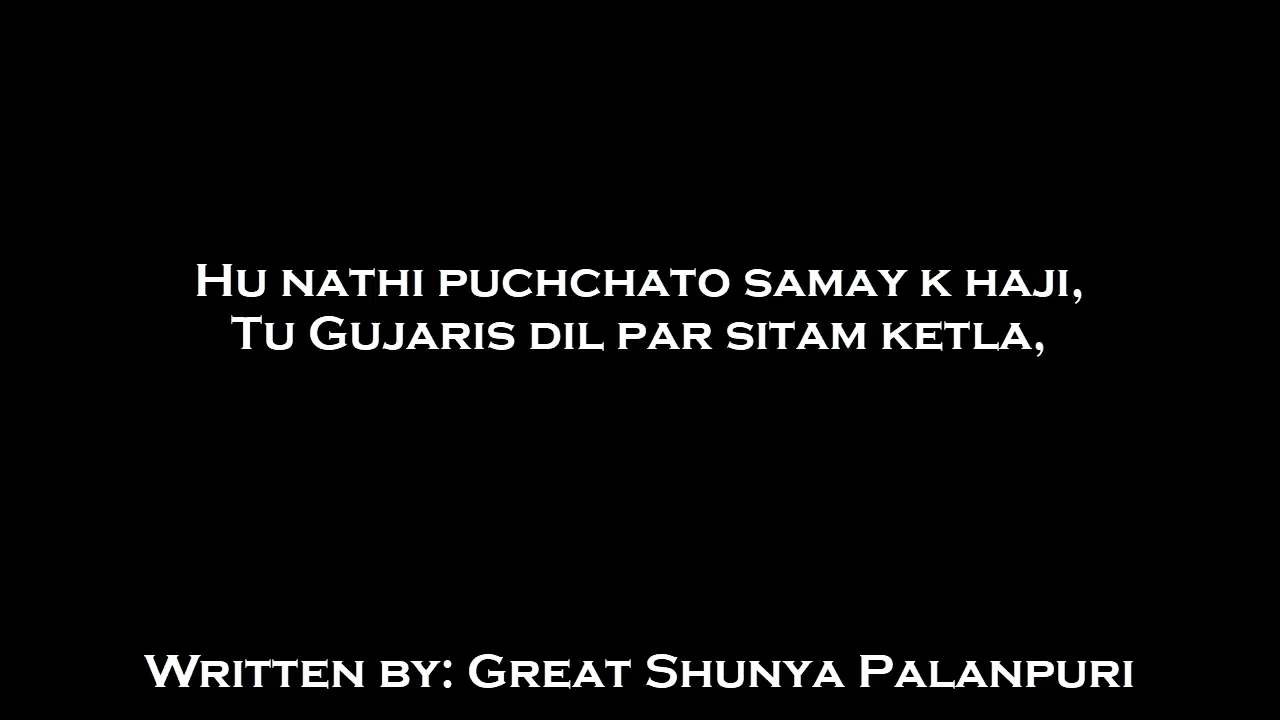 Hu nathi puchchato samay k haji,
Tu Gujaris dil par sitam ketla,
Written by: Great Shunya Palanpuri